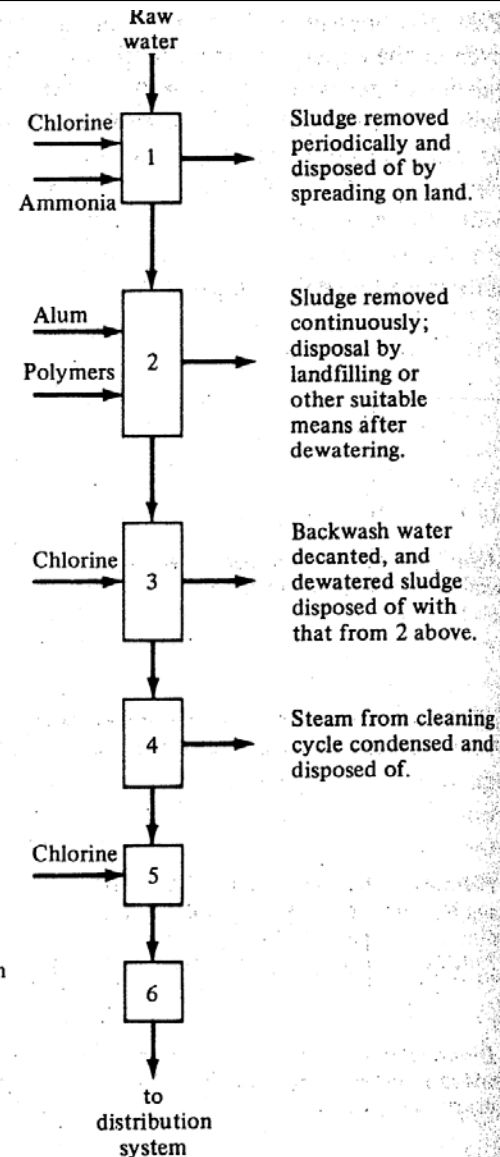 Raw
water
Chlorine
Ammonia
1
Sludge removed
periodically and
disposed of by
spreading on land.
Alum
Polymers
2
Sludge removed
continuously;
disposal by
landfilling or
other suitable
means after
dewatering.
Chlorine
3
Backwash water
decanted, and
dewatered sludge
disposed of with
that from 2 above.
4
Steam from cleaning
cycle condensed and
disposed of.
Chlorine
5
6
to
distribution
system